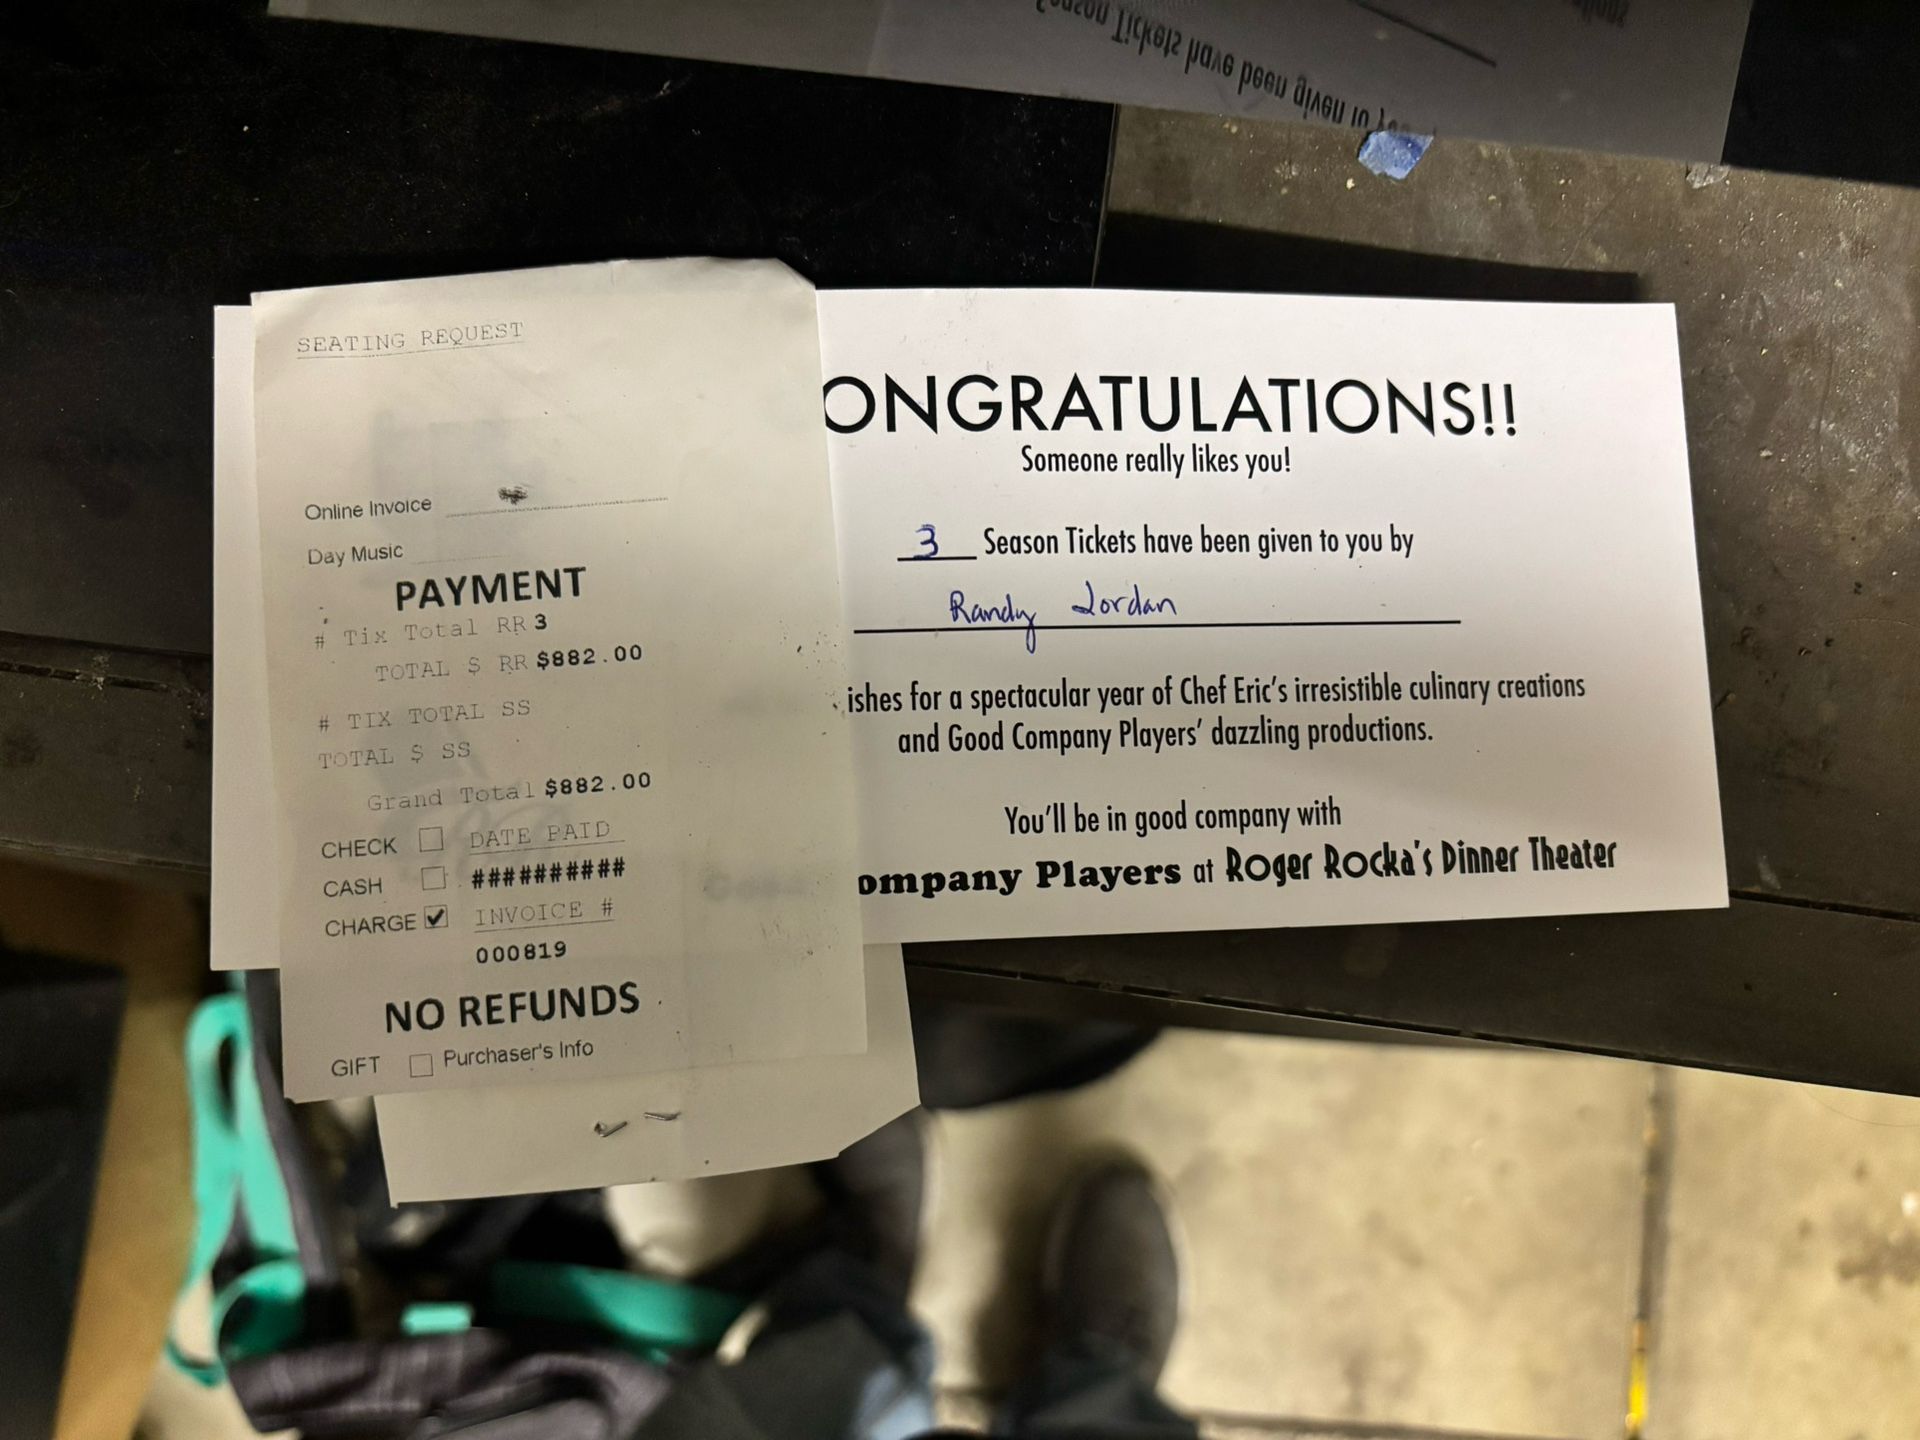 Season Tickets have been given to
SEATING REQUEST
Online Invoice
Day Music
PAYMENT
# Tix Total RR 3
TOTAL $ RR $882.00
# TIX TOTAL SS
TOTAL $ SS
Grand Total $882.00
CHECK DATE PAID
CASH ##########
CHARGE ✓ INVOICE #
000819
NO REFUNDS
GIFT Purchaser's Info
ONGRATULATIONS!!
Someone really likes you!
3 Season Tickets have been given to you by
Randy Jordan
ishes for a spectacular year of Chef Eric's irresistible culinary creations
and Good Company Players' dazzling productions.
You'll be in good company with
ompany Players at Roger Rocka's Dinner Theater